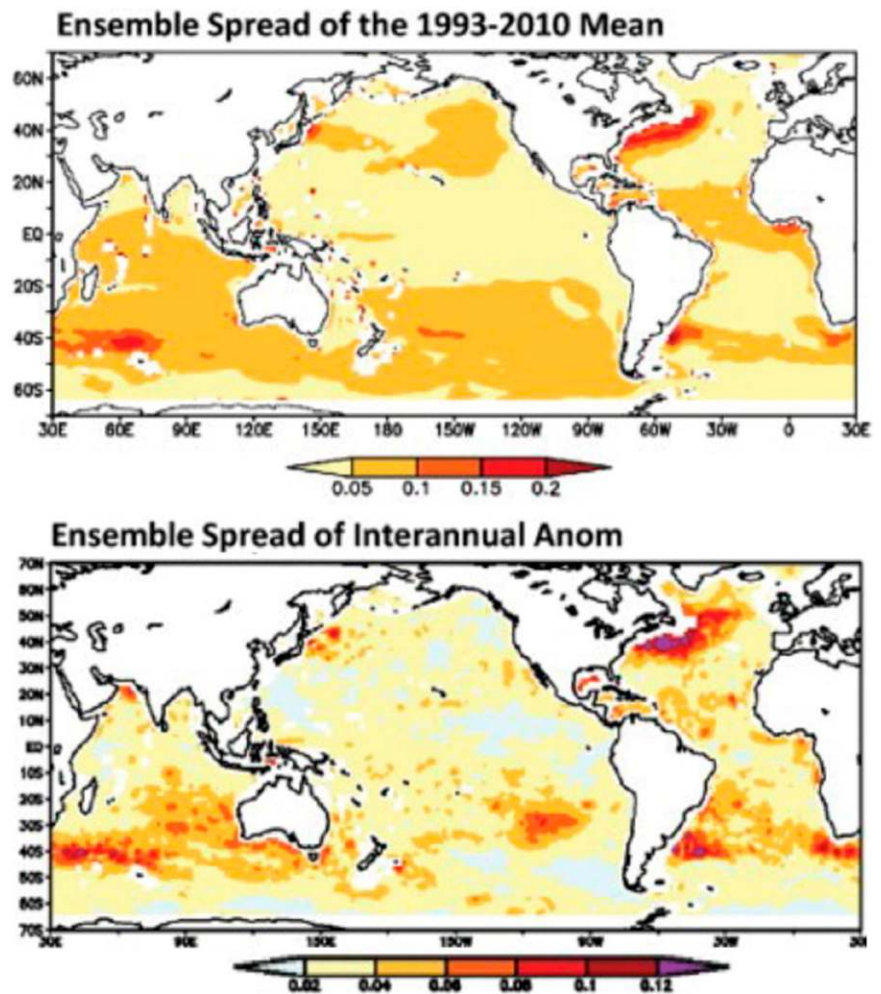 Ensemble Spread of the 1993-2010 Mean
60N
40N
20N
EQ
20S
40S
60S
30E 60E 90E 120E 150E 180 150W 120W 90W 60W 30W 0 30E
0.05 0.1 0.15 0.2
Ensemble Spread of Interannual Anom
70N
60N
50N
40N
30N
20N
10N
EQ
10S
20S
30S
40S
50S
60S
70S
90E 150E 150W 90W
0.02 0.04 0.06 0.08 0.1 0.12